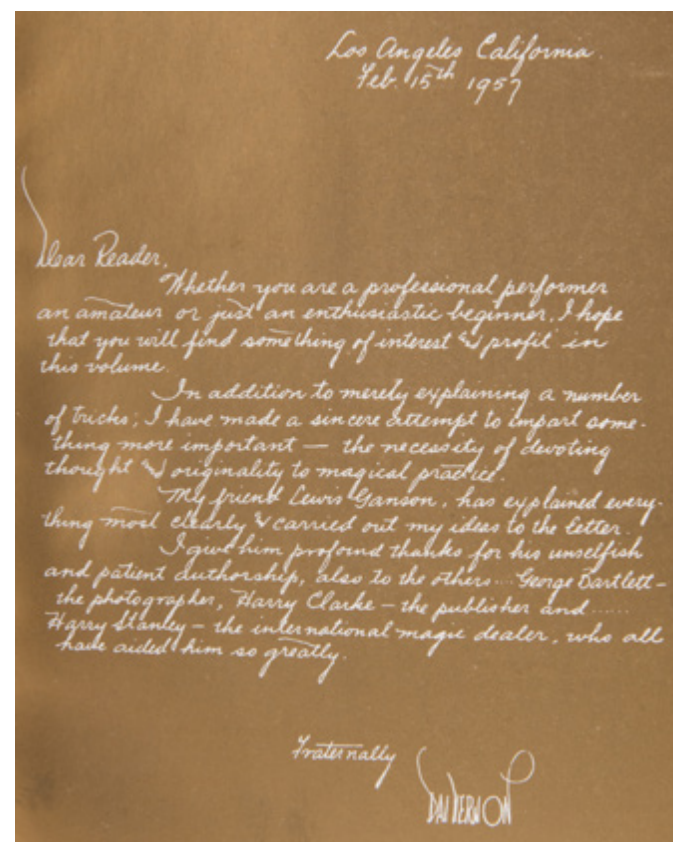 Los Angeles California.
Feb. 15th 1957
Dear Reader,
Whether you are a professional performer
an amateur or just an enthusiastic beginner, I hope
that you will find something of interest & profit in
this volume.
In addition to merely explaining a number
of tricks; I have made a sincere attempt to impart some-
thing more important — the necessity of devoting
thought & originality to magical practice.
My friend Lewis Ganson, has explained every-
thing most clearly & carried out my ideas to the letter.
I give him profound thanks for his unselfish
and patient authorship, also to the others... George Bartlett —
the photographer, Harry Clarke — the publisher and ......
Harry Stanley — the international magic dealer, who all
have aided him so greatly.
Fraternally
DAI VERNON